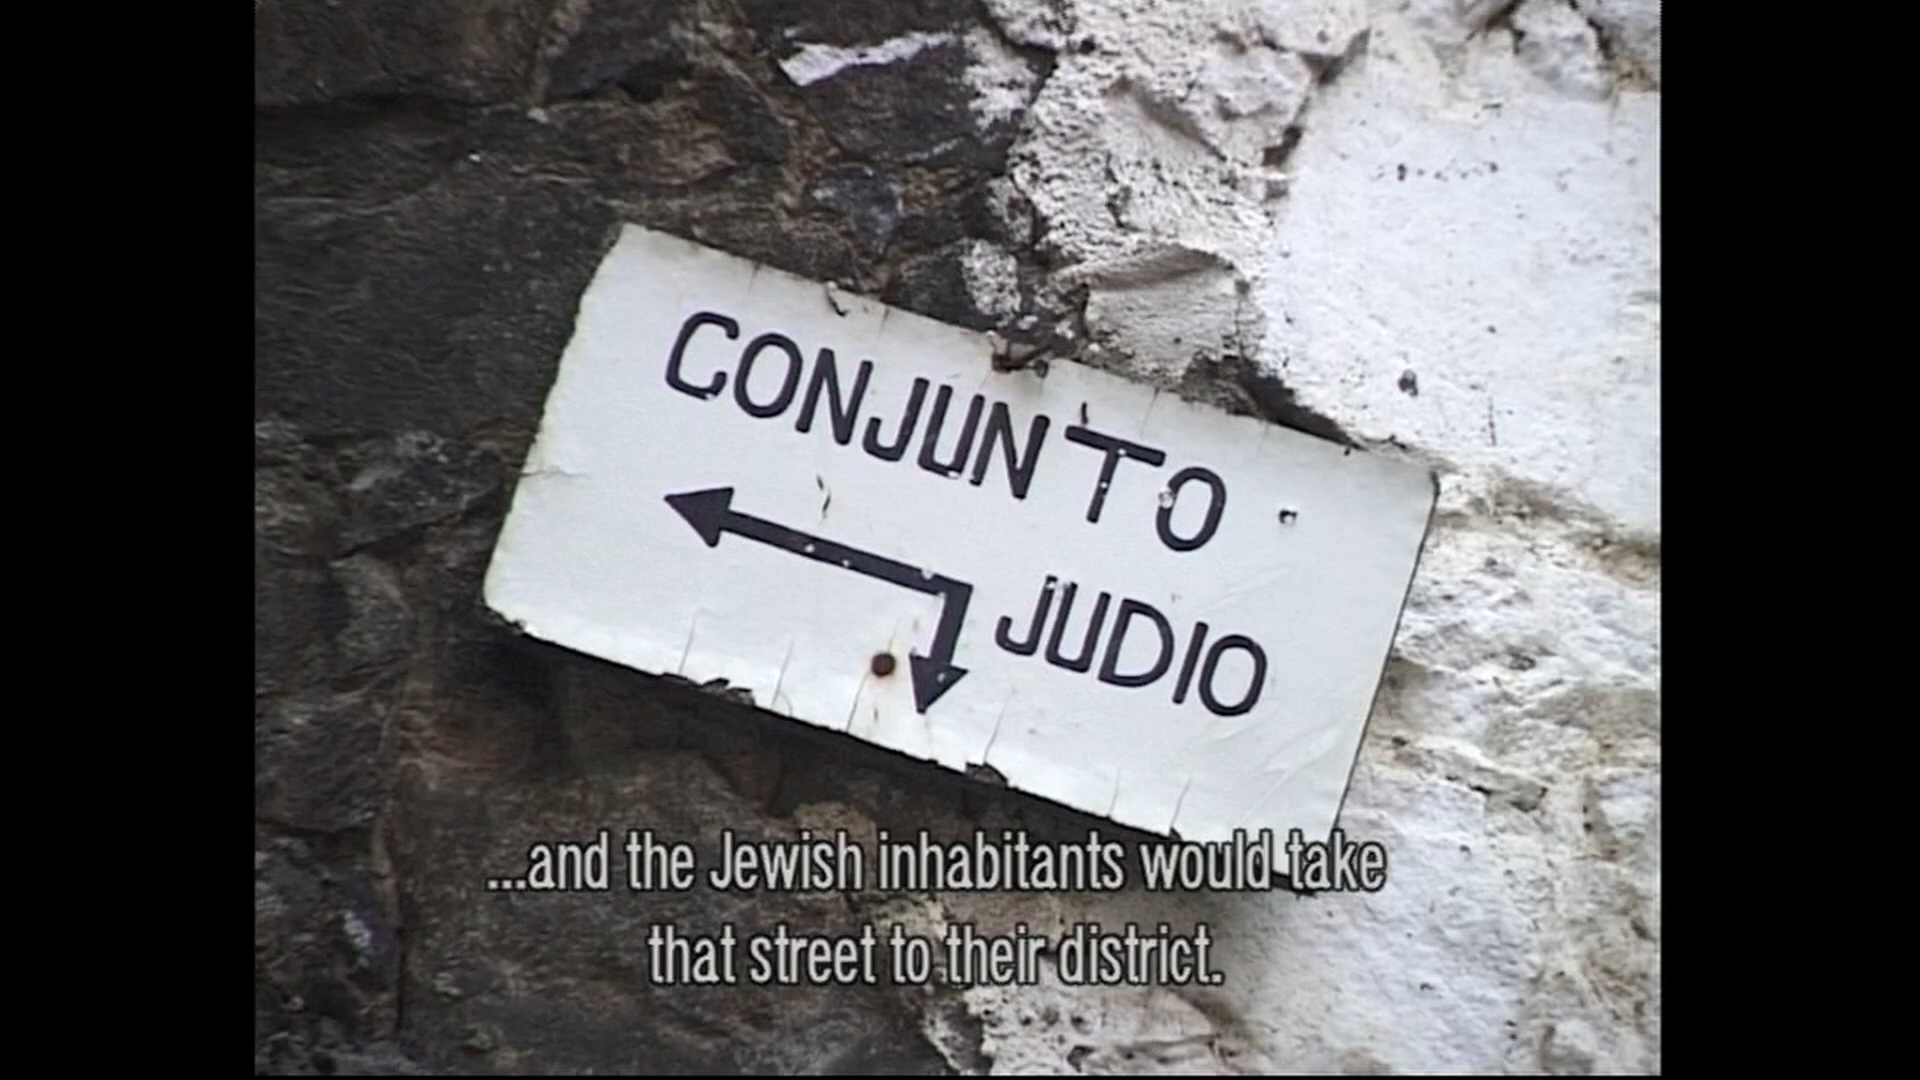 CONJUNTO
JUDIO
...and the Jewish inhabitants would take
that street to their district.